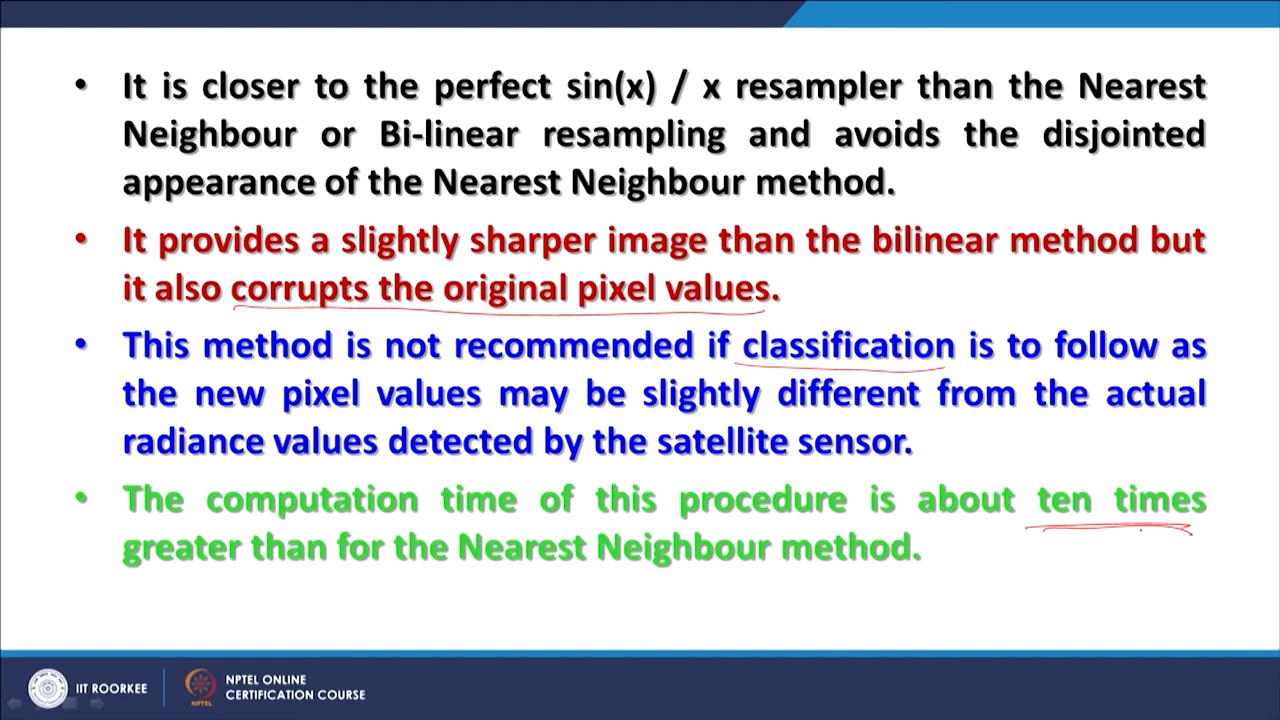 • It is closer to the perfect sin(x) / x resampler than the Nearest
Neighbour or Bi-linear resampling and avoids the disjointed
appearance of the Nearest Neighbour method.
• It provides a slightly sharper image than the bilinear method but
it also corrupts the original pixel values.
• This method is not recommended if classification is to follow as
the new pixel values may be slightly different from the actual
radiance values detected by the satellite sensor.
• The computation time of this procedure is about ten times
greater than for the Nearest Neighbour method.
IIT ROORKEE
NPTEL
NPTEL ONLINE
CERTIFICATION COURSE